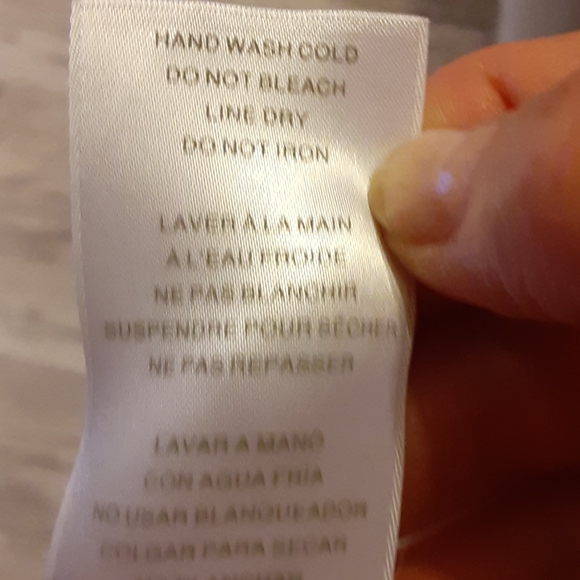 HAND WASH COLD
DO NOT BLEACH
LINE DRY
DO NOT IRON
LAVER À LA MAIN
À L'EAU FROIDE
NE PAS BLANCHIR
SUSPENDRE POUR SÉCHER
NE PAS REPASSER
LAVAR A MANO
CON AGUA FRÍA
NO USAR BLANQUEADOR
COLGAR PARA SECAR